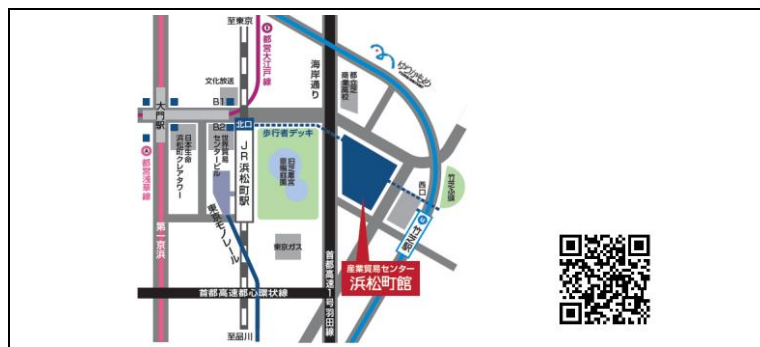 至東京
都営大江戸線
海岸通り
ゆりかもめ
文化放送
都立芝商業高校
大門駅
B1
B2
北口
歩行者デッキ
日本生命浜松町クレアタワー
世界貿易センタービル
JR浜松町駅
旧芝離宮恩賜庭園
都営浅草線
西口
竹芝駅
第一京浜
東京モノレール
東京ガス
首都高速1号羽田線
産業貿易センター
浜松町館
首都高速都心環状線
至品川